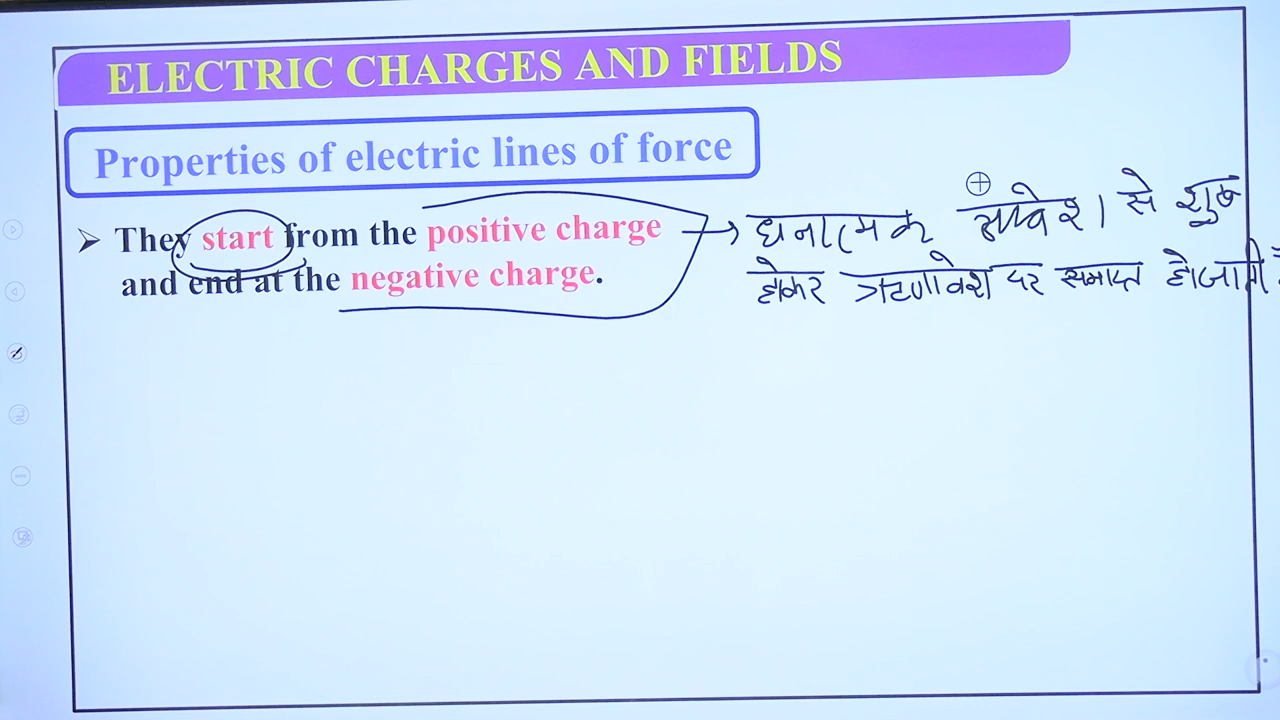 ELECTRIC CHARGES AND FIELDS
Properties of electric lines of force
➢ They start from the positive charge
and end at the negative charge.
⊕
→ धनात्मक आवेश से शुरू
होकर ऋणावेश पर समाप्त हो जाती है